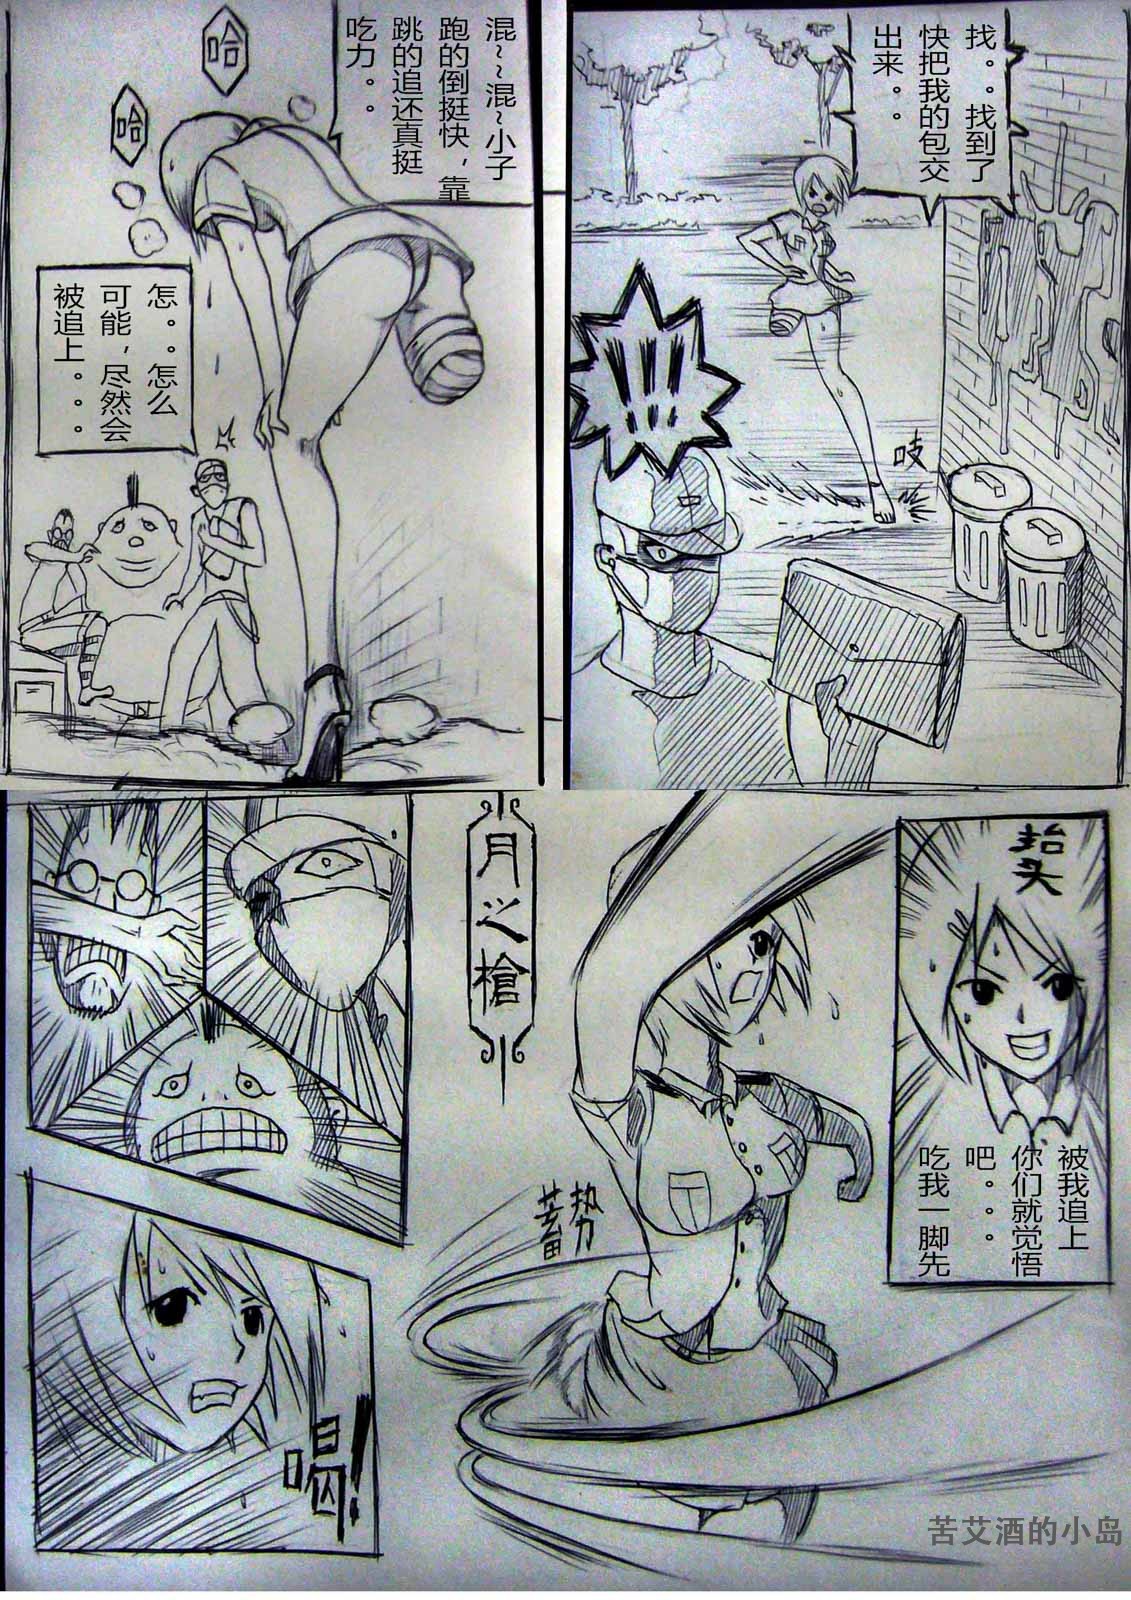 找。。找到了
快把我的包交
出来。。
!!!
吱
混~~混~小子
跑的倒挺快，靠
跳的追还真挺
吃力。。
哈
哈
怎。。怎么
可能，尽然会
被追上。。。
抬头
被我追上
你们就觉悟
吧。。。
吃我一脚先
月之槍
蓄势
喝!
苦艾酒的小岛